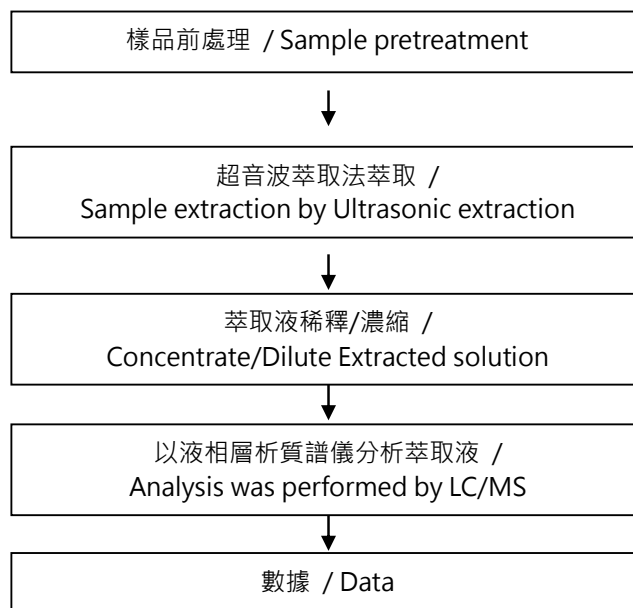 樣品前處理 / Sample pretreatment
超音波萃取法萃取 /
Sample extraction by Ultrasonic extraction
萃取液稀釋/濃縮 /
Concentrate/Dilute Extracted solution
以液相層析質譜儀分析萃取液 /
Analysis was performed by LC/MS
數據 / Data